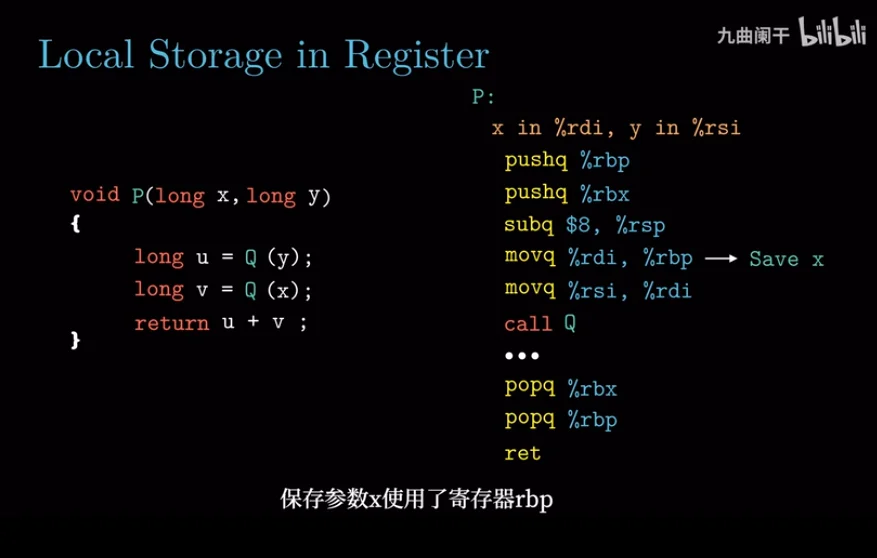 九曲阑干 bilibili
Local Storage in Register
void P(long x, long y)
{
long u = Q (y);
long v = Q (x);
return u + v ;
}
P:
x in %rdi, y in %rsi
pushq %rbp
pushq %rbx
subq $8, %rsp
movq %rdi, %rbp → Save x
movq %rsi, %rdi
call Q
•••
popq %rbx
popq %rbp
ret
保存参数x使用了寄存器rbp